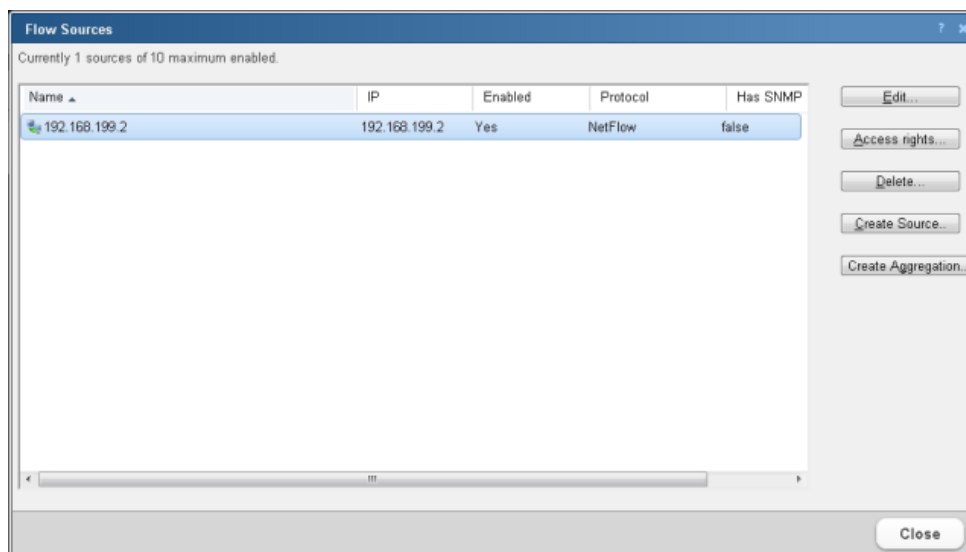 Flow Sources ?
Currently 1 sources of 10 maximum enabled.
Name IP Enabled Protocol Has SNMP
192.168.199.2 192.168.199.2 Yes NetFlow false
Edit...
Access rights...
Delete...
Create Source..
Create Aggregation..
Close